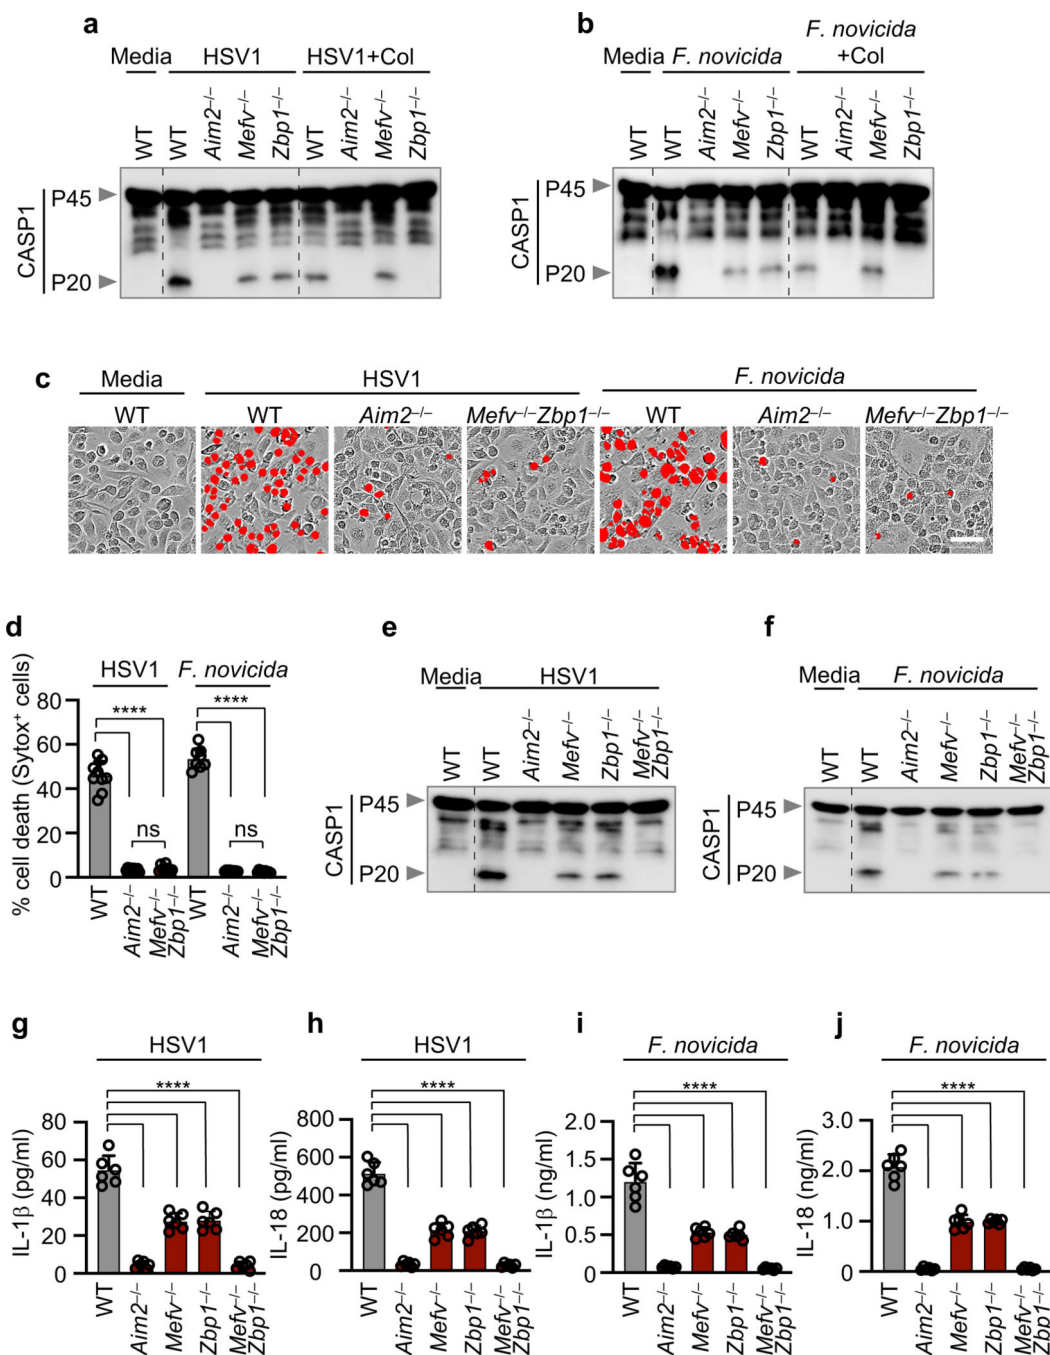 a
Media HSV1 HSV1+Col
WT WT Aim2–/– Mefv–/– Zbp1–/– WT Aim2–/– Mefv–/– Zbp1–/–
CASP1
P45
P20
b
F. novicida
Media F. novicida +Col
WT WT Aim2–/– Mefv–/– Zbp1–/– WT Aim2–/– Mefv–/– Zbp1–/–
CASP1
P45
P20
c
Media HSV1 F. novicida
WT WT Aim2–/– Mefv–/–Zbp1–/– WT Aim2–/– Mefv–/–Zbp1–/–
d
HSV1 F. novicida
% cell death (Sytox+ cells)
80
60
40
20
0
**** ****
ns ns
WT Aim2–/– Mefv–/– Zbp1–/– WT Aim2–/– Mefv–/– Zbp1–/–
e
Media HSV1
WT WT Aim2–/– Mefv–/– Zbp1–/– Mefv–/– Zbp1–/–
CASP1
P45
P20
f
Media F. novicida
WT WT Aim2–/– Mefv–/– Zbp1–/– Mefv–/– Zbp1–/–
CASP1
P45
P20
g
HSV1
****
IL-1β (pg/ml)
80
60
40
20
0
WT Aim2–/– Mefv–/– Zbp1–/– Mefv–/– Zbp1–/–
h
HSV1
****
IL-18 (pg/ml)
800
600
400
200
0
WT Aim2–/– Mefv–/– Zbp1–/– Mefv–/– Zbp1–/–
i
F. novicida
****
IL-1β (ng/ml)
2.0
1.5
1.0
0.5
0
WT Aim2–/– Mefv–/– Zbp1–/– Mefv–/– Zbp1–/–
j
F. novicida
****
IL-18 (ng/ml)
3.0
2.0
1.0
0
WT Aim2–/– Mefv–/– Zbp1–/– Mefv–/– Zbp1–/–